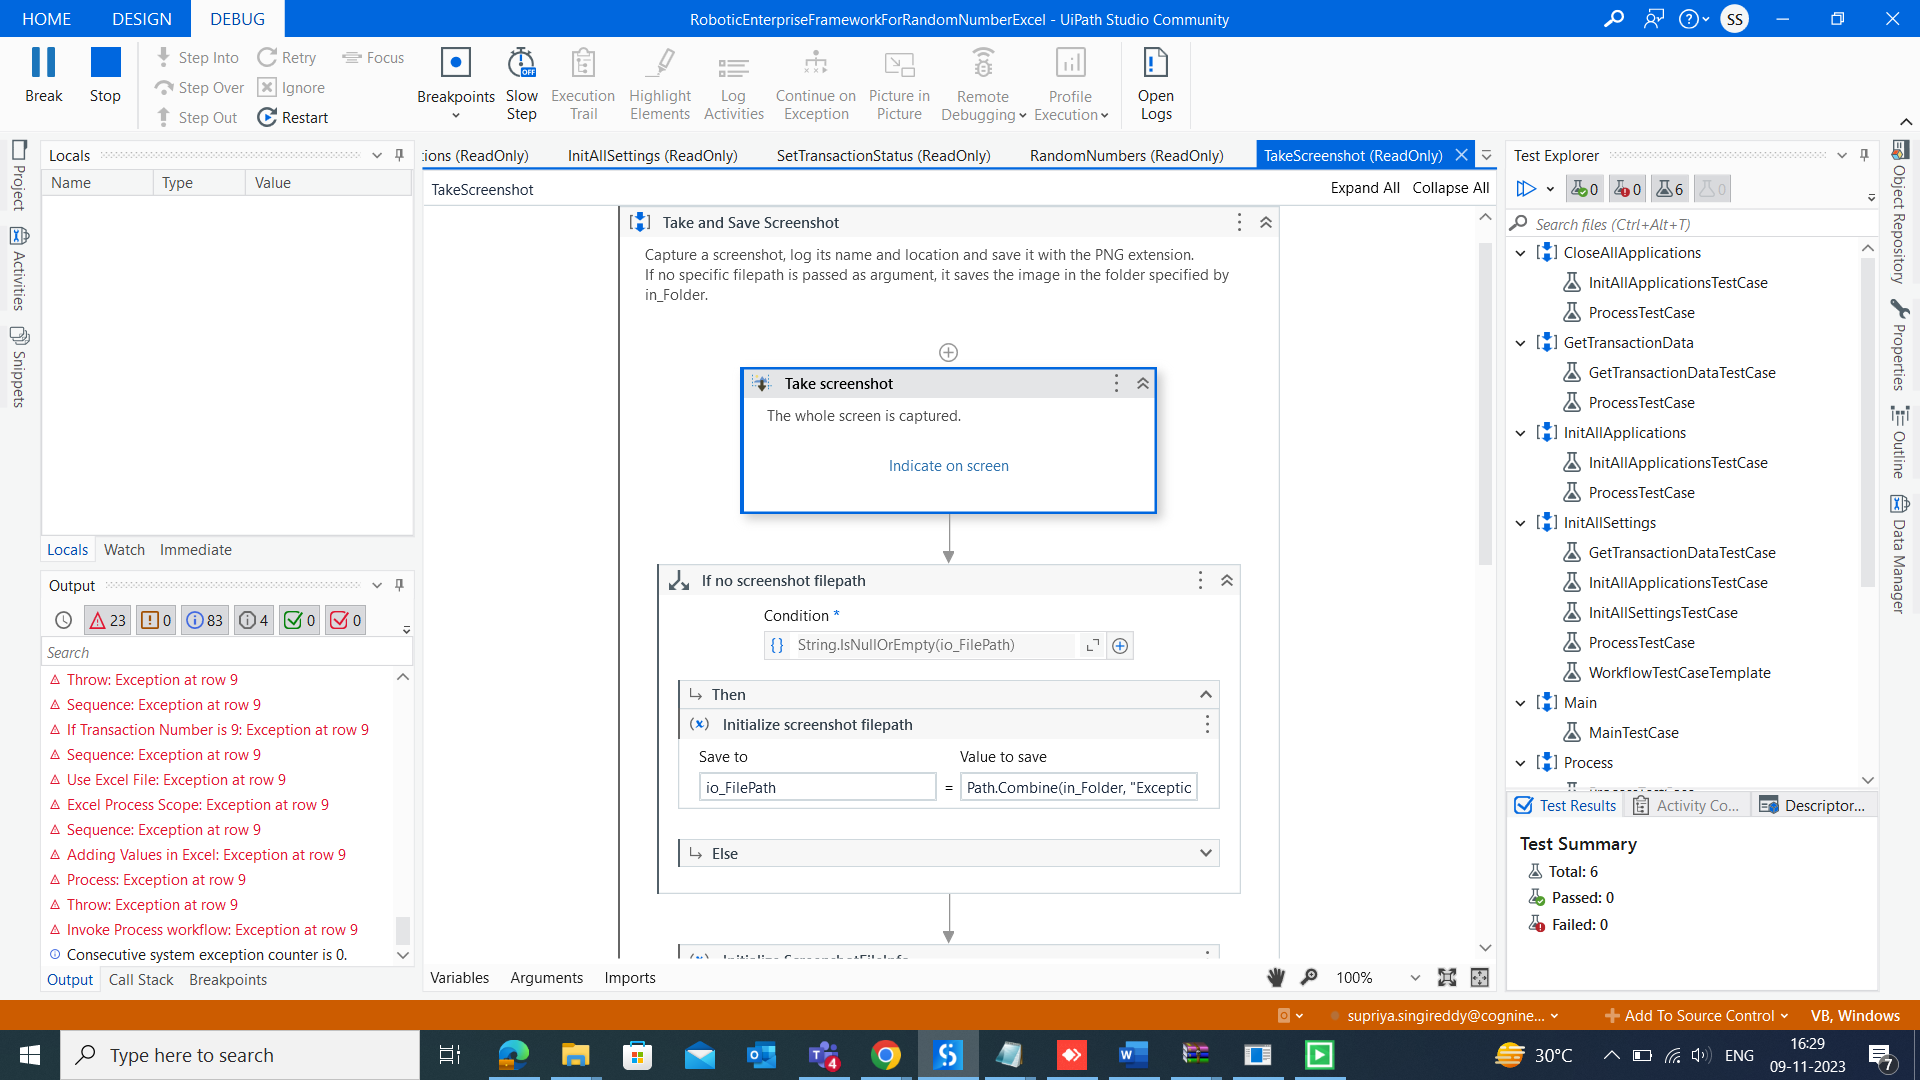 HOME DESIGN DEBUG RoboticEnterpriseFrameworkForRandomNumberExcel - UiPath Studio Community SS
Break
Stop
Step Into
Step Over
Step Out
Retry
Ignore
Restart
Focus
Breakpoints
Slow Step
OFF
Execution Trail
Highlight Elements
Log Activities
Continue on Exception
Picture in Picture
Remote Debugging
Profile Execution
Open Logs
Project
Activities
Snippets
Locals
Name Type Value
Locals Watch Immediate
Output
23 0 83 4 0 0
Search
Throw: Exception at row 9
Sequence: Exception at row 9
If Transaction Number is 9: Exception at row 9
Sequence: Exception at row 9
Use Excel File: Exception at row 9
Excel Process Scope: Exception at row 9
Sequence: Exception at row 9
Adding Values in Excel: Exception at row 9
Process: Exception at row 9
Throw: Exception at row 9
Invoke Process workflow: Exception at row 9
Consecutive system exception counter is 0.
Output Call Stack Breakpoints
tions (ReadOnly) InitAllSettings (ReadOnly) SetTransactionStatus (ReadOnly) RandomNumbers (ReadOnly) TakeScreenshot (ReadOnly)
TakeScreenshot Expand All Collapse All
Take and Save Screenshot
Capture a screenshot, log its name and location and save it with the PNG extension.
If no specific filepath is passed as argument, it saves the image in the folder specified by
in_Folder.
Take screenshot
The whole screen is captured.
Indicate on screen
If no screenshot filepath
Condition *
String.IsNullOrEmpty(io_FilePath)
Then
Initialize screenshot filepath
Save to Value to save
io_FilePath = Path.Combine(in_Folder, "Exceptic
Else
Variables Arguments Imports 100%
Test Explorer
0 0 6 0
Search files (Ctrl+Alt+T)
CloseAllApplications
InitAllApplicationsTestCase
ProcessTestCase
GetTransactionData
GetTransactionDataTestCase
ProcessTestCase
InitAllApplications
InitAllApplicationsTestCase
ProcessTestCase
InitAllSettings
GetTransactionDataTestCase
InitAllApplicationsTestCase
InitAllSettingsTestCase
ProcessTestCase
WorkflowTestCaseTemplate
Main
MainTestCase
Process
Test Results Activity Co... Descriptor...
Test Summary
Total: 6
Passed: 0
Failed: 0
Object Repository
Properties
Outline
Data Manager
supriya.singireddy@cognine... Add To Source Control VB, Windows
Type here to search
4
30°C
ENG
16:29
09-11-2023
7